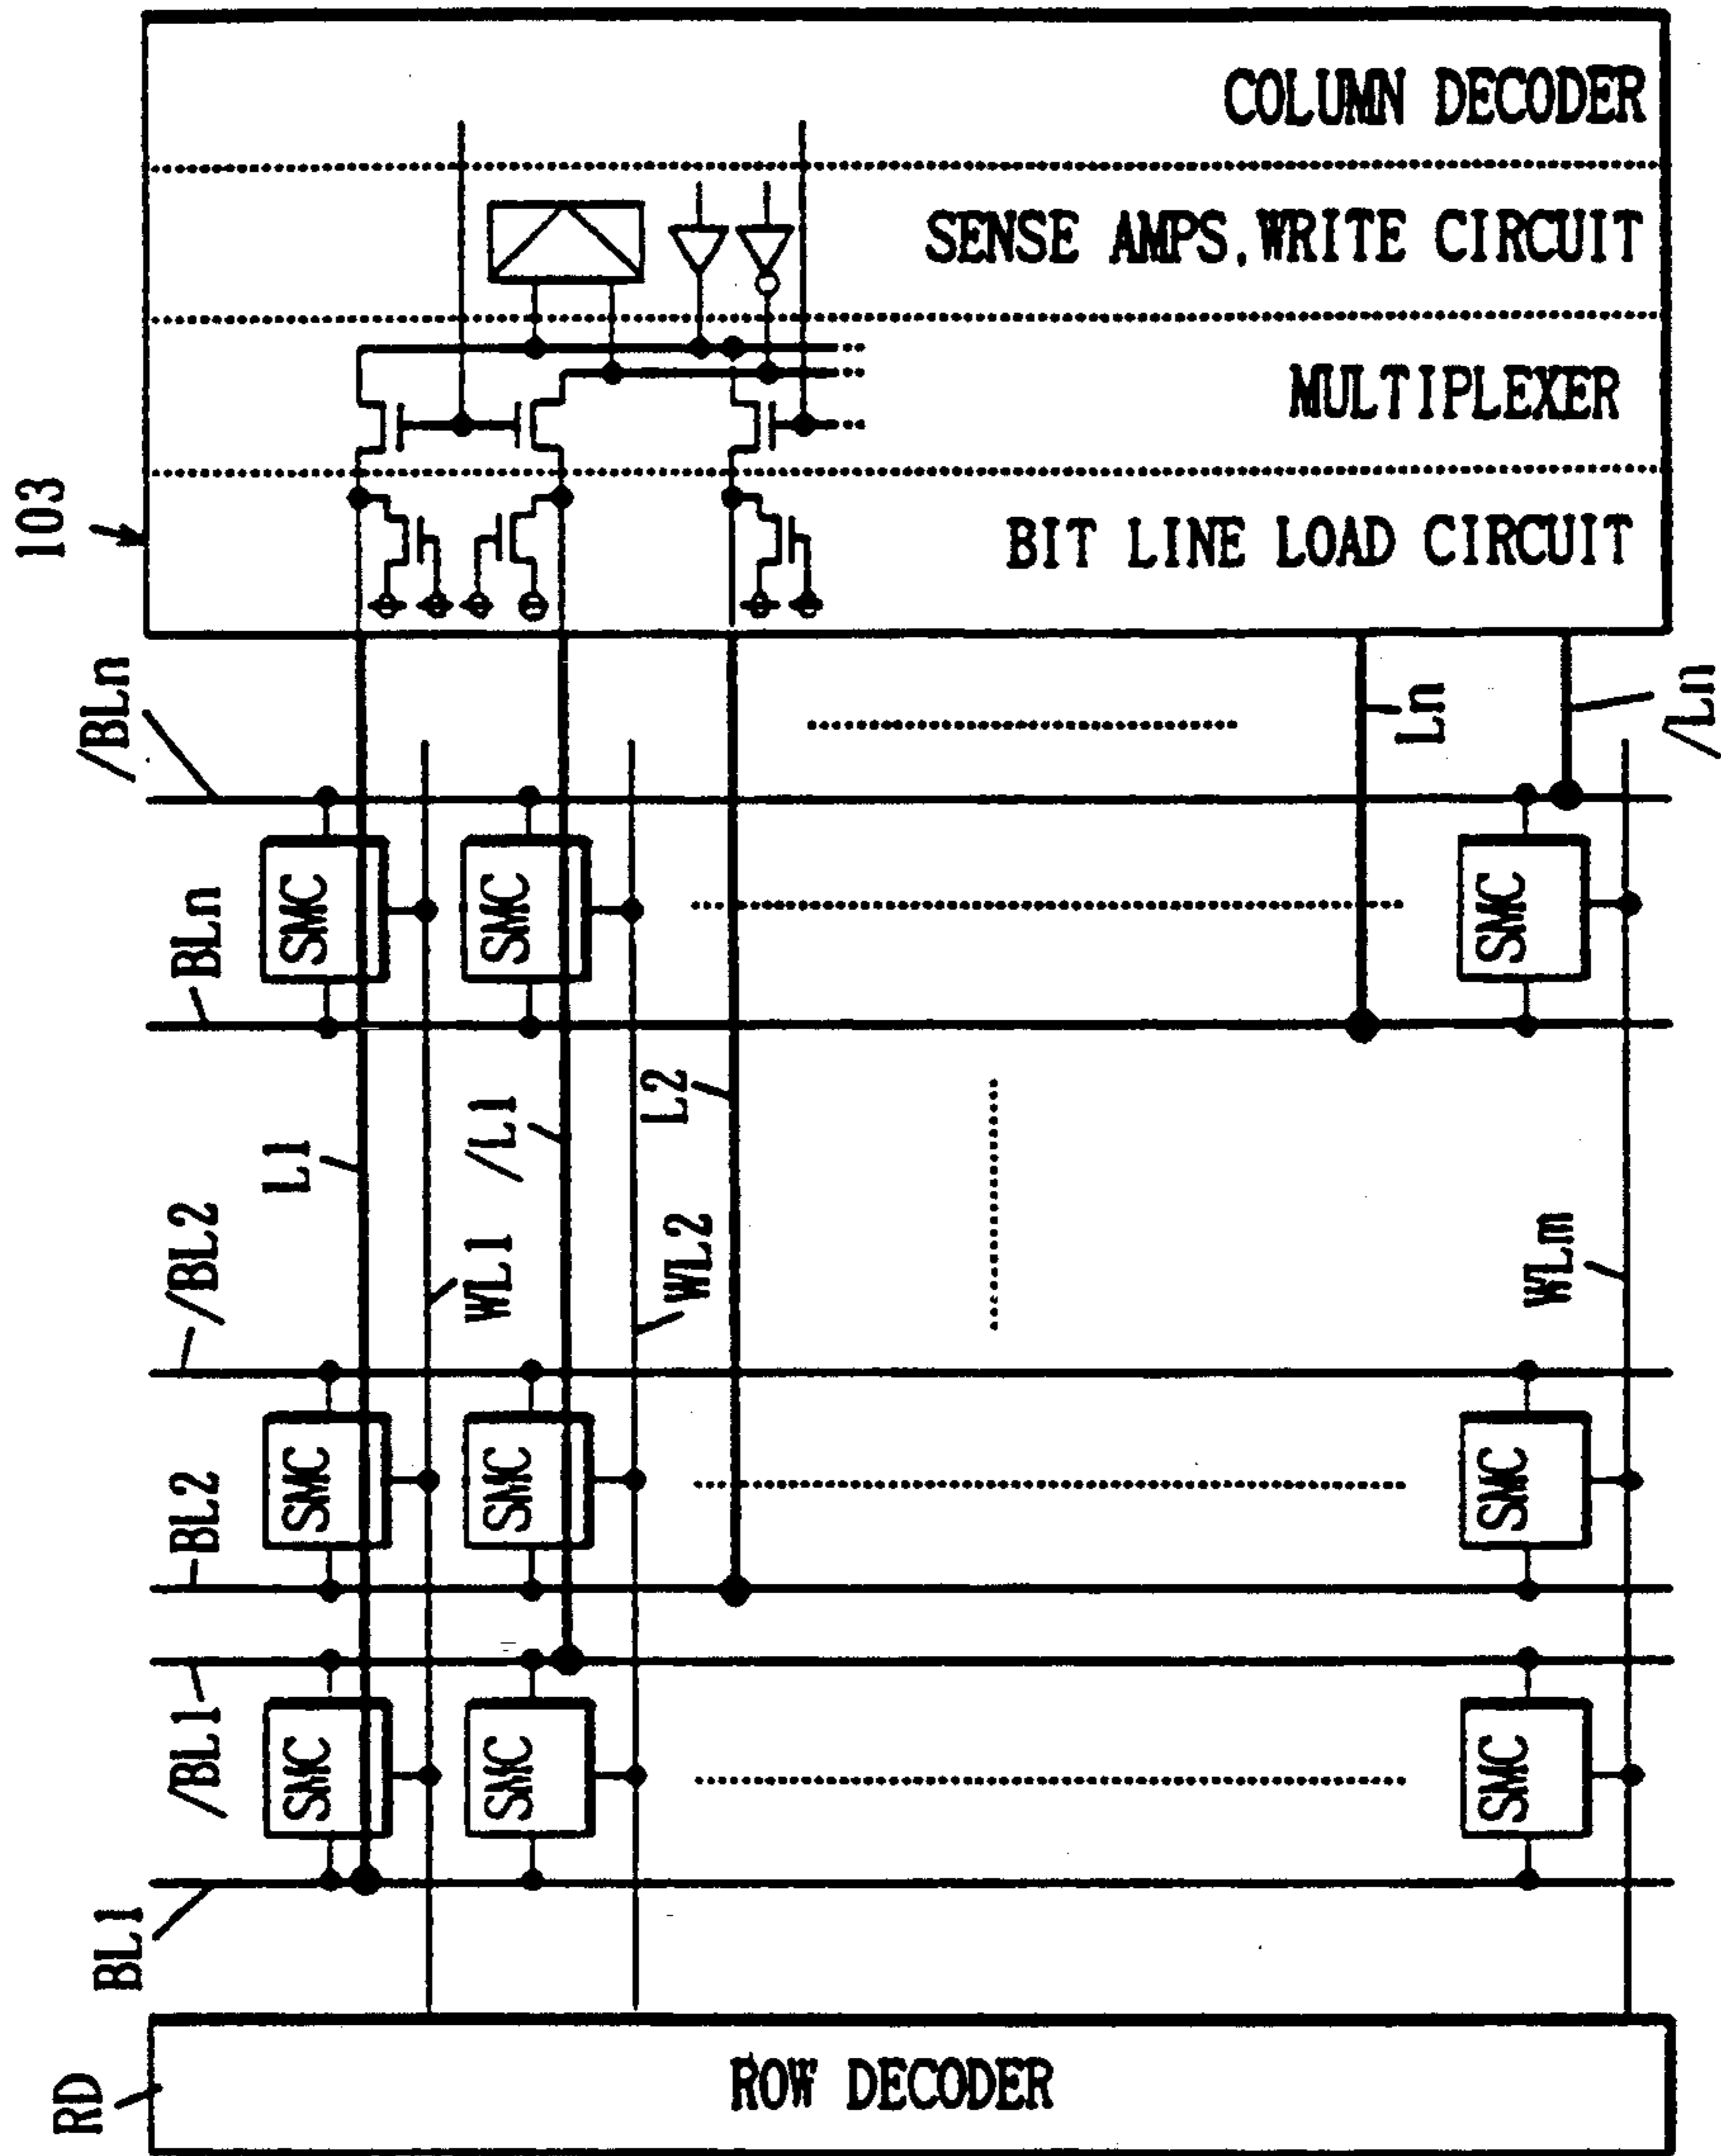 103
COLUMN DECODER
SENSE AMPS,WRITE CIRCUIT
MULTIPLEXER
BIT LINE LOAD CIRCUIT
/BLn
BLn
/BL2
BL2
/BL1
BL1
L1
WL1
/L1
WL2
L2
WLm
Ln
/Ln
SMC
SMC
SMC
SMC
SMC
SMC
SMC
SMC
SMC
RD
ROW DECODER